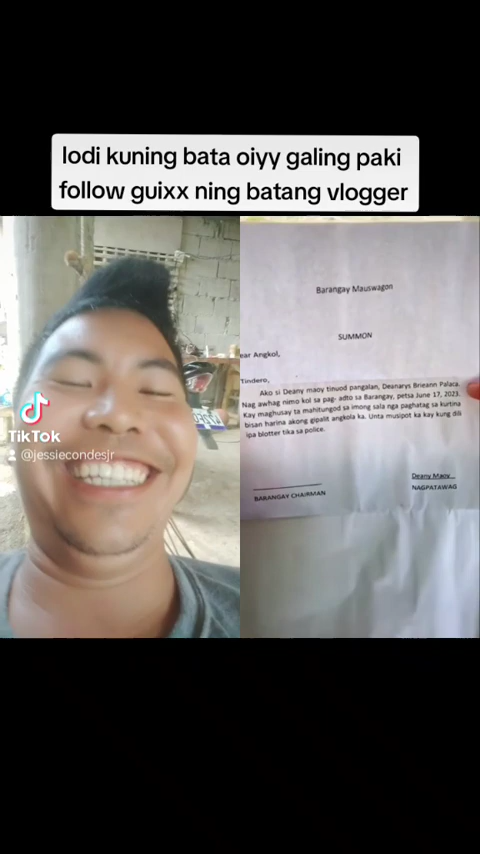 lodi kuning bata oiyy galing paki
follow guixx ning batang vlogger
TikTok
@jessiecondesjr
Barangay Mauswagon
SUMMON
ear Angkol,
Tindero,
Ako si Deany maoy tinuod pangalan, Deanarys Brieann Palaca.
Nag awhag nimo kol sa pag- adto sa Barangay, petsa June 17, 2023.
Kay maghusay ta mahitungod sa imong sala nga paghatag sa kurtina
bisan harina akong gipalit angkola ka. Unta musipot ka kay kung dili
ipa blotter tika sa police.
BARANGAY CHAIRMAN
Deany Maoy
NAGPATAWAG